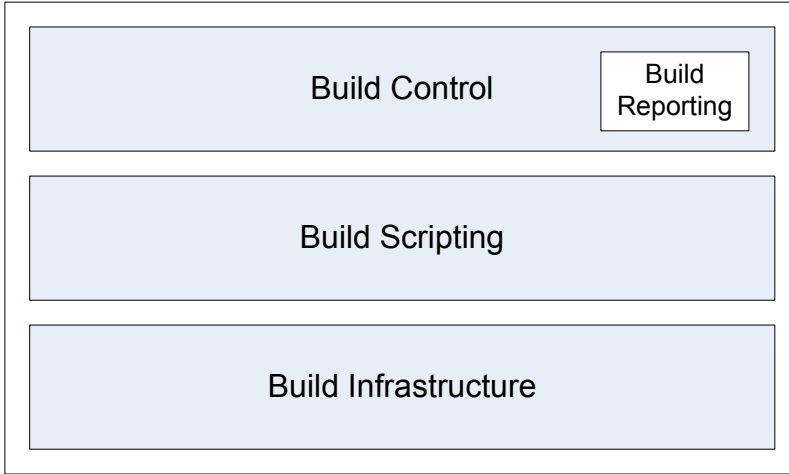 Build Control
Build
Reporting
Build Scripting
Build Infrastructure